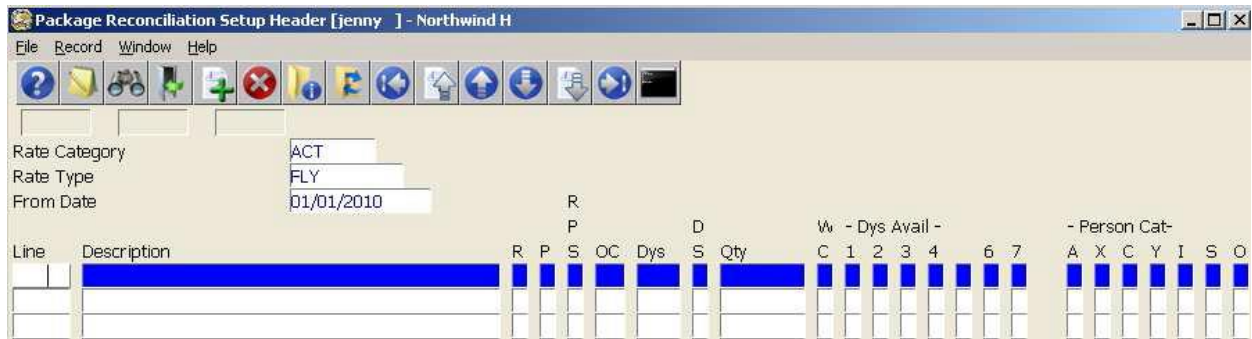 Package Reconciliation Setup Header [jenny ] - Northwind H
File Record Window Help
Rate Category ACT
Rate Type FLY
From Date 01/01/2010 R
P D W - Dys Avail - - Person Cat-
Line Description R P S OC Dys S Qty C 1 2 3 4 6 7 A X C Y I S O